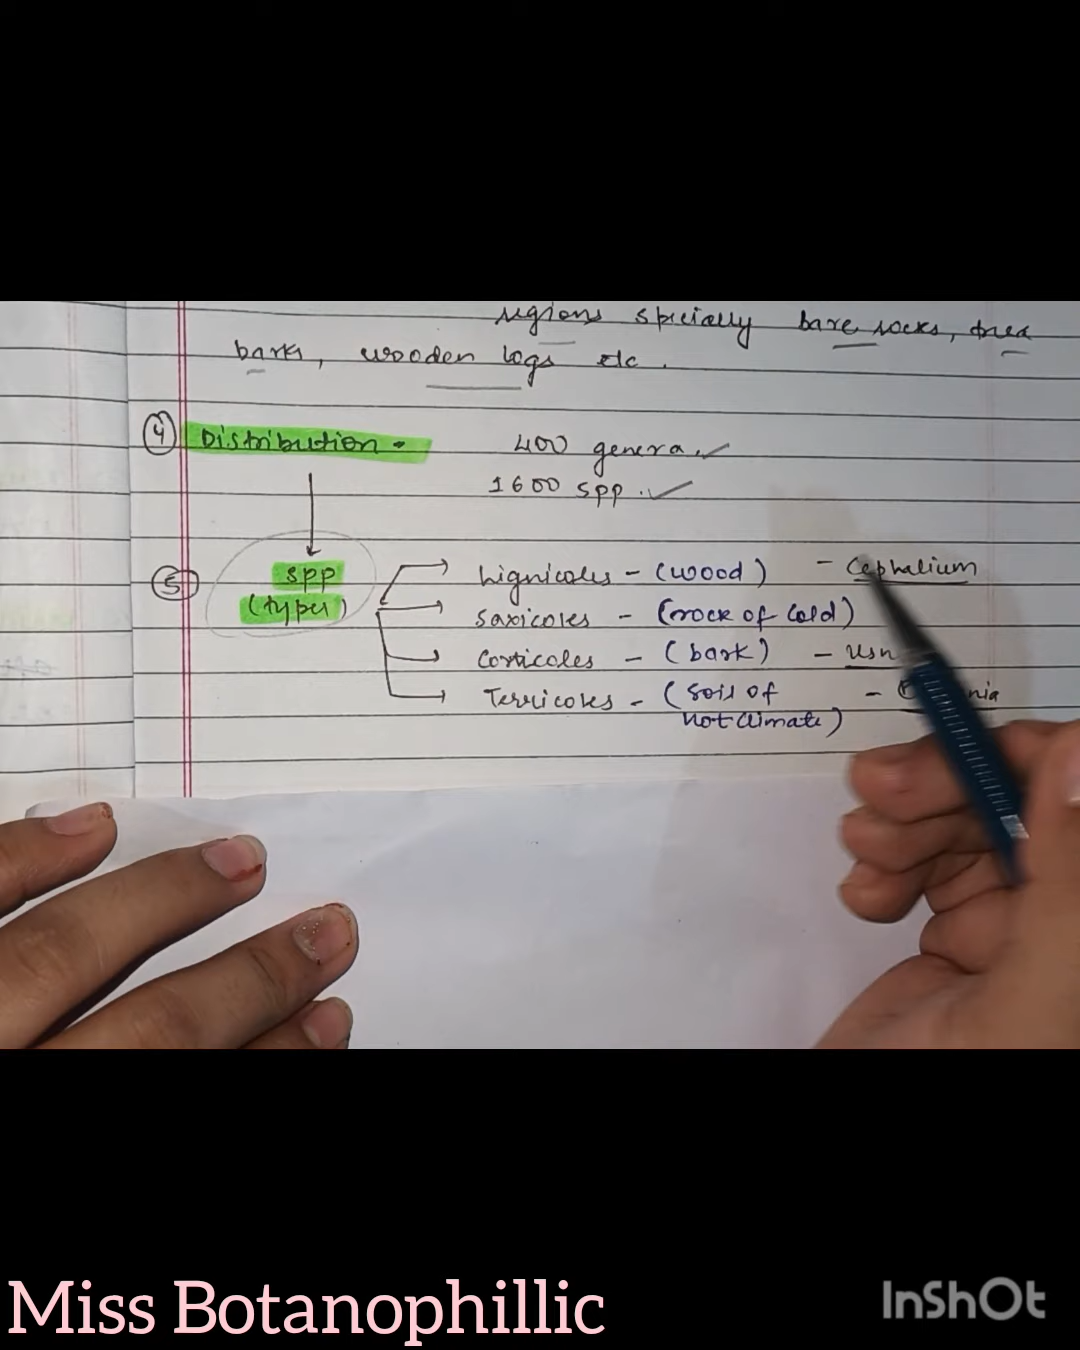 regions specially bare rocks, tree
barks, wooden logs etc.
④ Distribution - 400 genera.
1600 spp.
⑤ spp
(types)
Lignicoles - (wood) - Cephalium
Saxicoles - (rock of cold)
Corticoles - (bark) - Usn
Terricoles - (soil of
hot climate)
Miss Botanophillic
InShOt